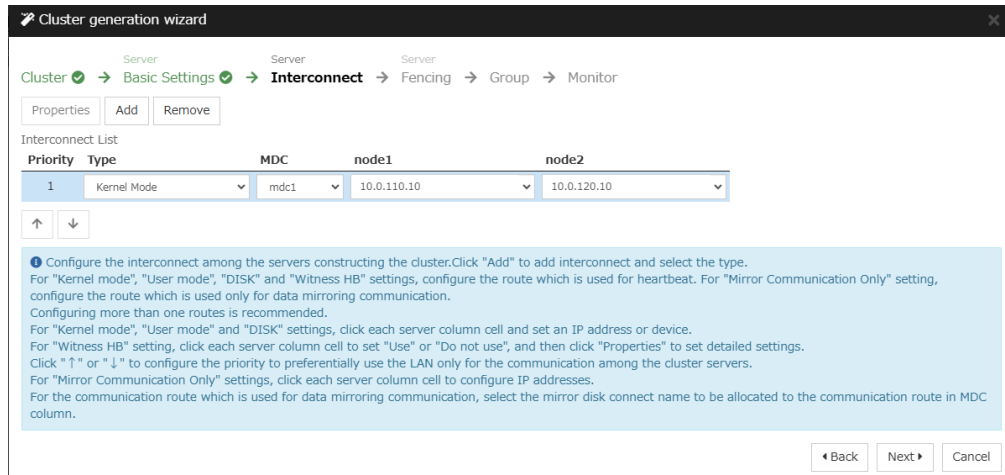 Cluster generation wizard
Server Server Server
Cluster → Basic Settings → Interconnect → Fencing → Group → Monitor
Properties Add Remove
Interconnect List
Priority Type MDC node1 node2
1 Kernel Mode mdc1 10.0.110.10 10.0.120.10
↑ ↓
Configure the interconnect among the servers constructing the cluster.Click "Add" to add interconnect and select the type.
For "Kernel mode", "User mode", "DISK" and "Witness HB" settings, configure the route which is used for heartbeat. For "Mirror Communication Only" setting,
configure the route which is used only for data mirroring communication.
Configuring more than one routes is recommended.
For "Kernel mode", "User mode" and "DISK" settings, click each server column cell and set an IP address or device.
For "Witness HB" setting, click each server column cell to set "Use" or "Do not use", and then click "Properties" to set detailed settings.
Click "↑" or "↓" to configure the priority to preferentially use the LAN only for the communication among the cluster servers.
For "Mirror Communication Only" settings, click each server column cell to configure IP addresses.
For the communication route which is used for data mirroring communication, select the mirror disk connect name to be allocated to the communication route in MDC
column.
Back Next Cancel